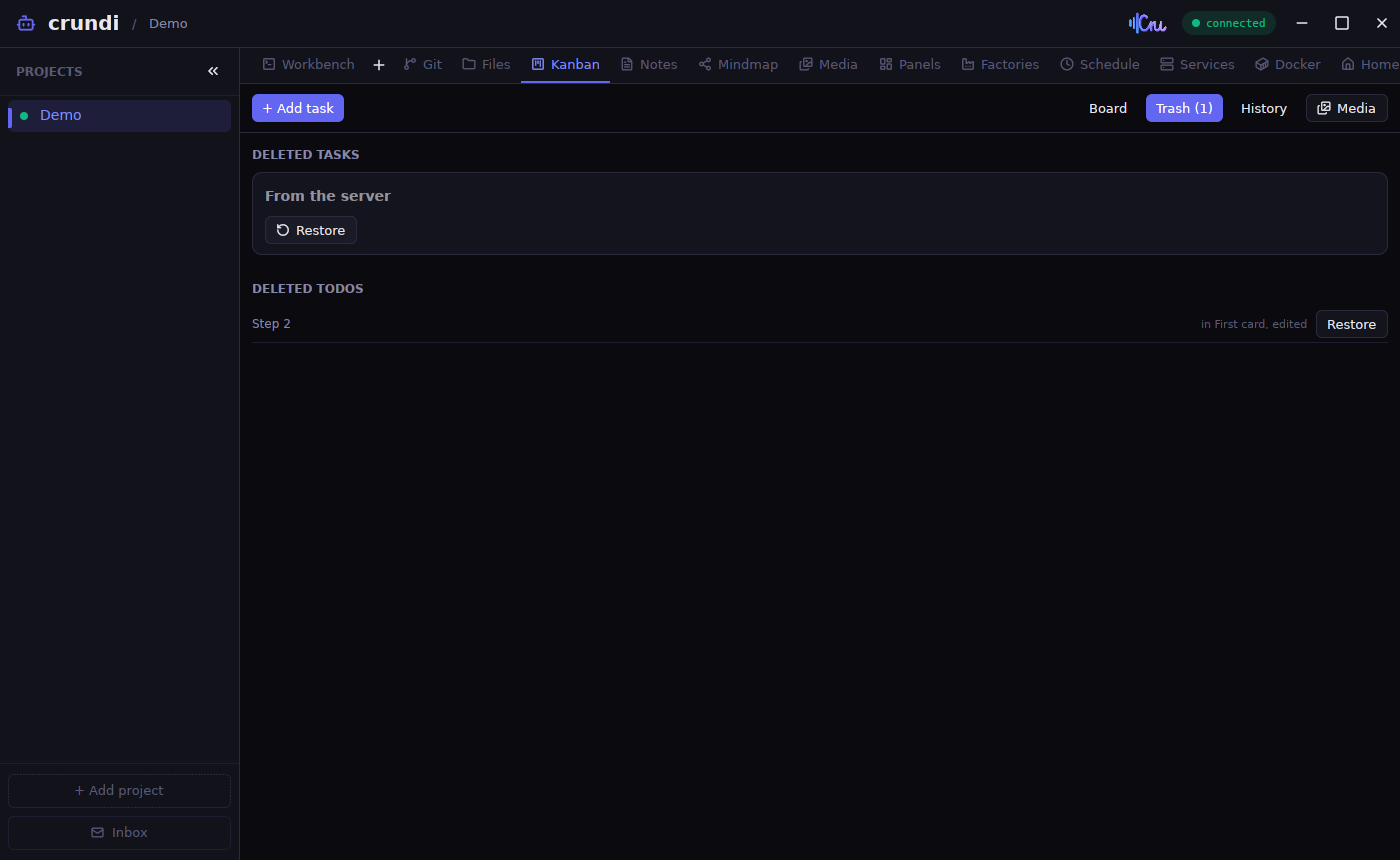 crundi / Demo
Cru
connected
PROJECTS
Demo
+ Add project
Inbox
Workbench + Git Files Kanban Notes Mindmap Media Panels Factories Schedule Services Docker Home
+ Add task
Board Trash (1) History Media
DELETED TASKS
From the server
Restore
DELETED TODOS
Step 2 in First card, edited Restore